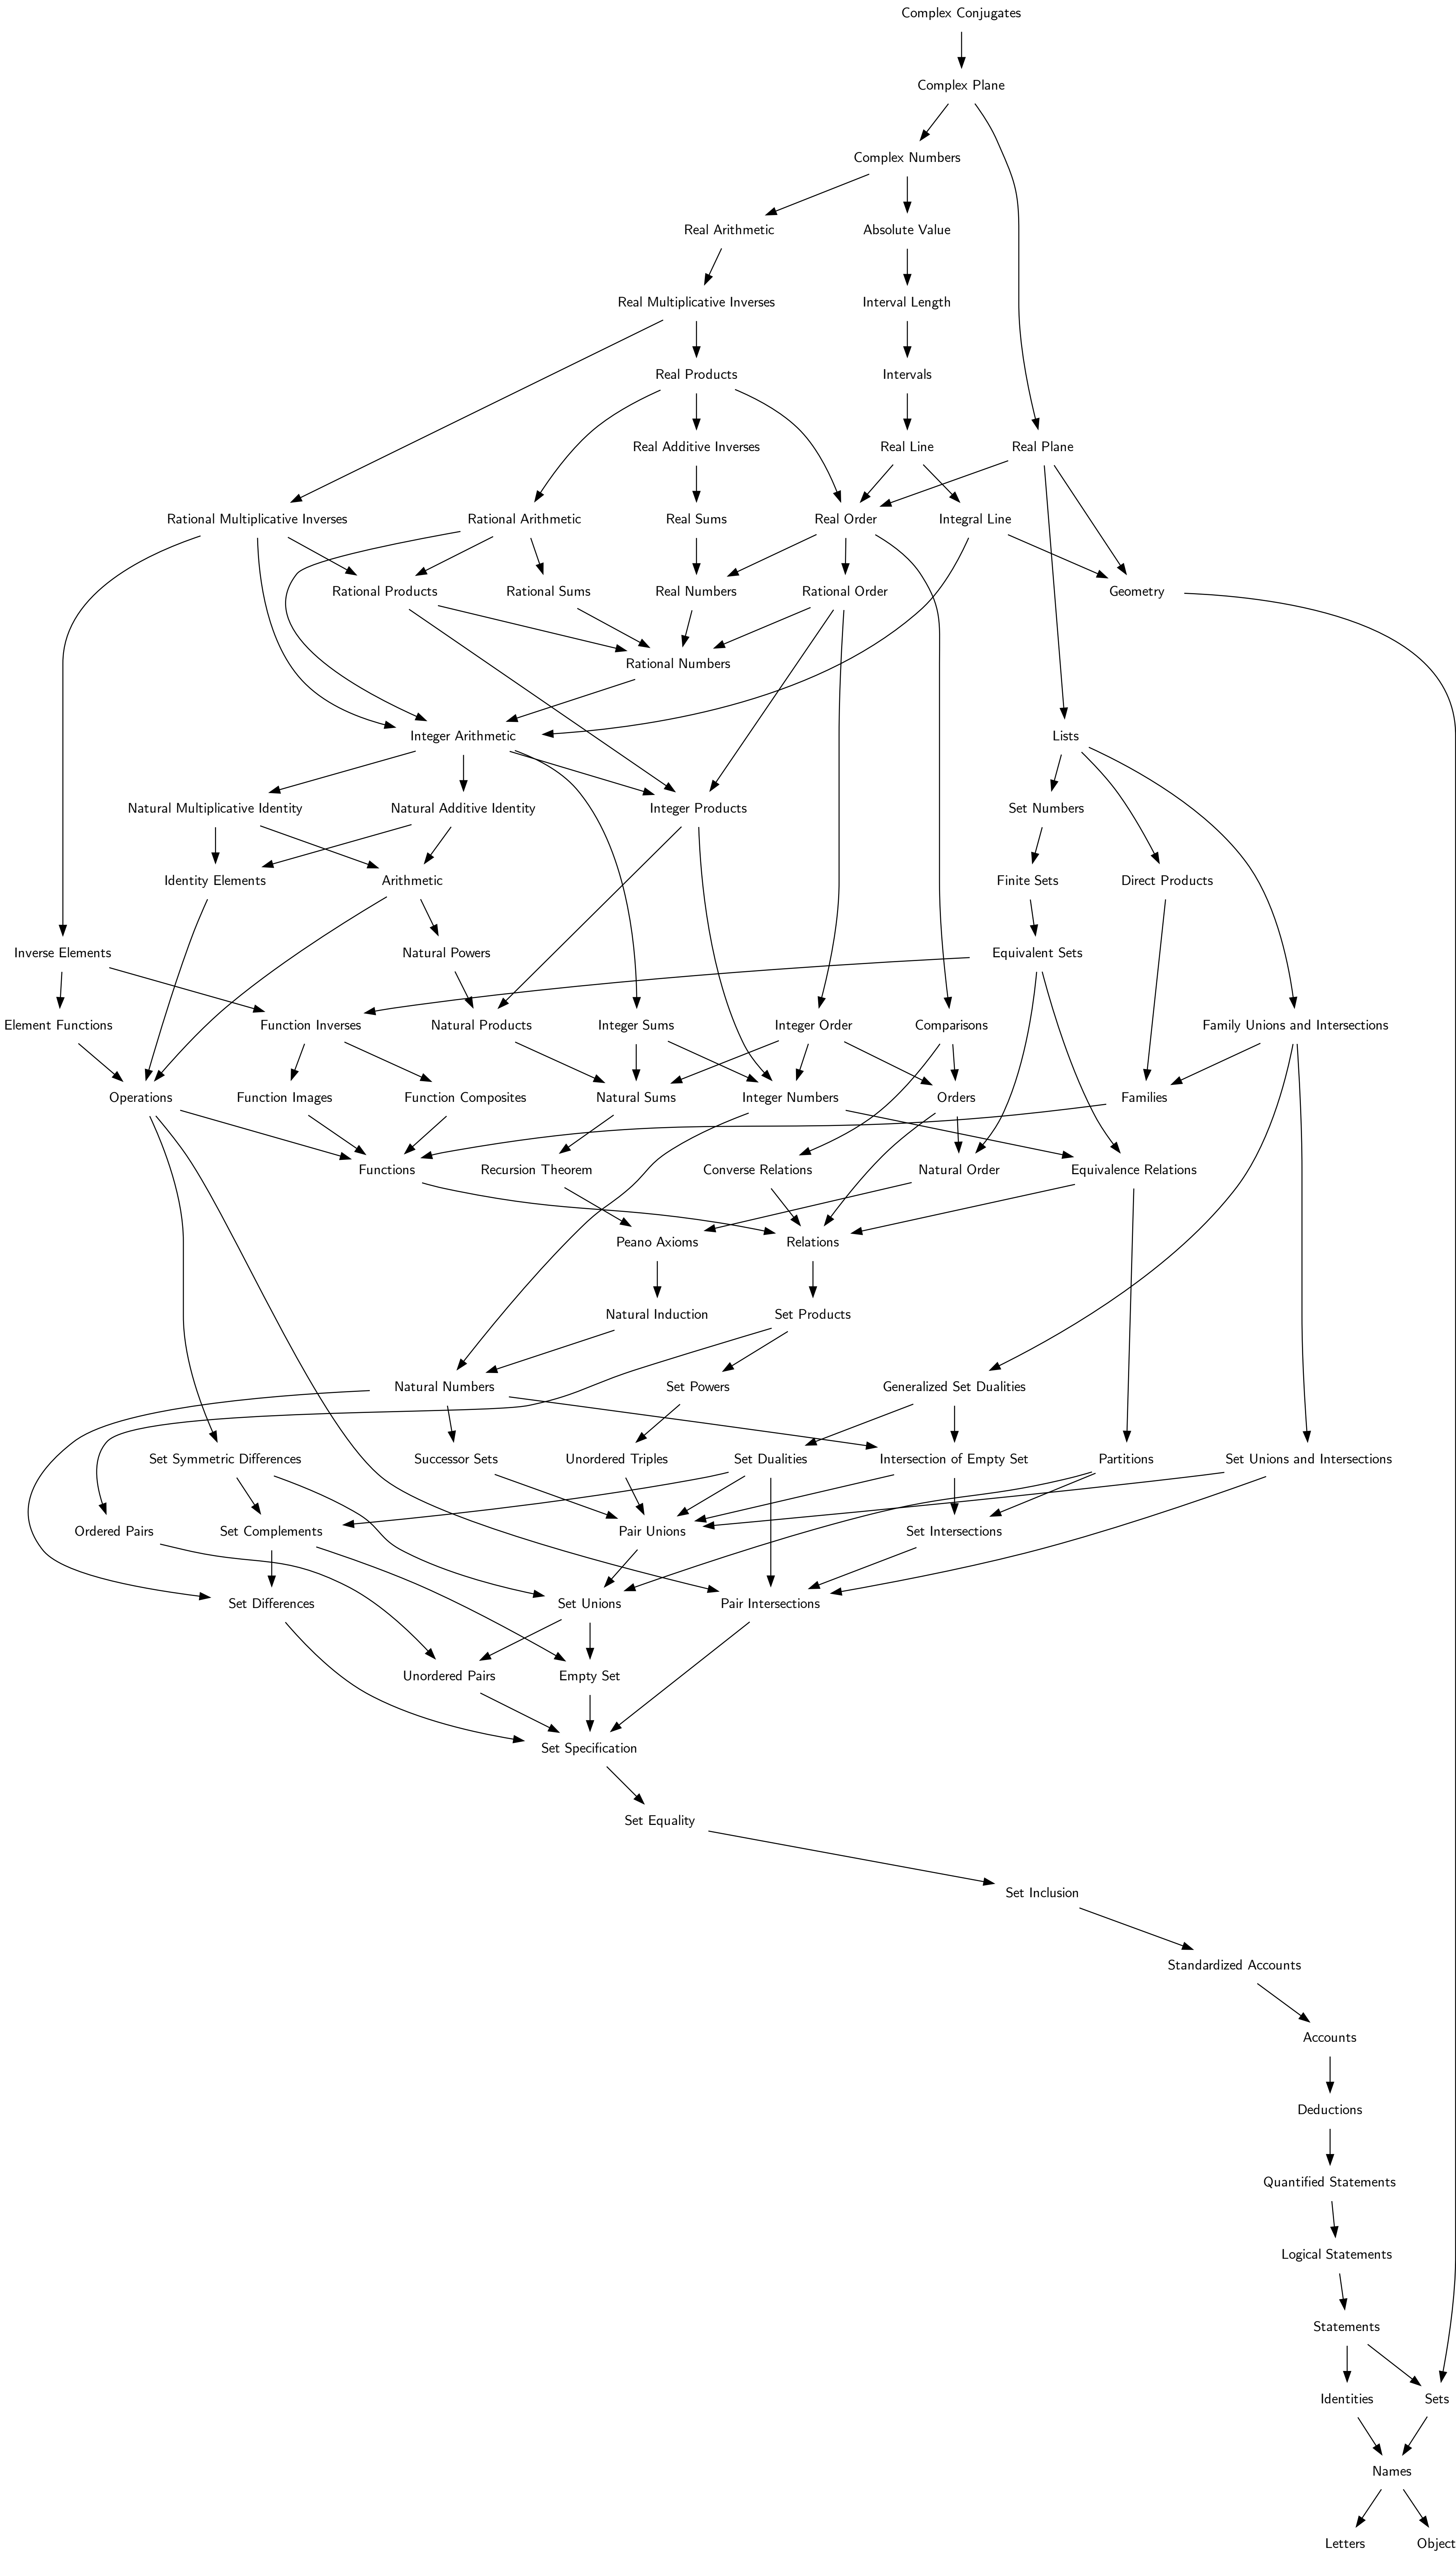 Complex Conjugates
Complex Plane
Complex Numbers
Real Arithmetic
Absolute Value
Real Multiplicative Inverses
Interval Length
Real Products
Intervals
Real Additive Inverses
Real Line
Real Plane
Rational Multiplicative Inverses
Rational Arithmetic
Real Sums
Real Order
Integral Line
Rational Products
Rational Sums
Real Numbers
Rational Order
Geometry
Rational Numbers
Integer Arithmetic
Lists
Natural Multiplicative Identity
Natural Additive Identity
Integer Products
Set Numbers
Identity Elements
Arithmetic
Finite Sets
Direct Products
Inverse Elements
Natural Powers
Equivalent Sets
Element Functions
Function Inverses
Natural Products
Integer Sums
Integer Order
Comparisons
Family Unions and Intersections
Operations
Function Images
Function Composites
Natural Sums
Integer Numbers
Orders
Families
Functions
Recursion Theorem
Converse Relations
Natural Order
Equivalence Relations
Peano Axioms
Relations
Natural Induction
Set Products
Natural Numbers
Set Powers
Generalized Set Dualities
Set Symmetric Differences
Successor Sets
Unordered Triples
Set Dualities
Intersection of Empty Set
Partitions
Set Unions and Intersections
Ordered Pairs
Set Complements
Pair Unions
Set Intersections
Set Differences
Set Unions
Pair Intersections
Unordered Pairs
Empty Set
Set Specification
Set Equality
Set Inclusion
Standardized Accounts
Accounts
Deductions
Quantified Statements
Logical Statements
Statements
Identities
Sets
Names
Letters
Object